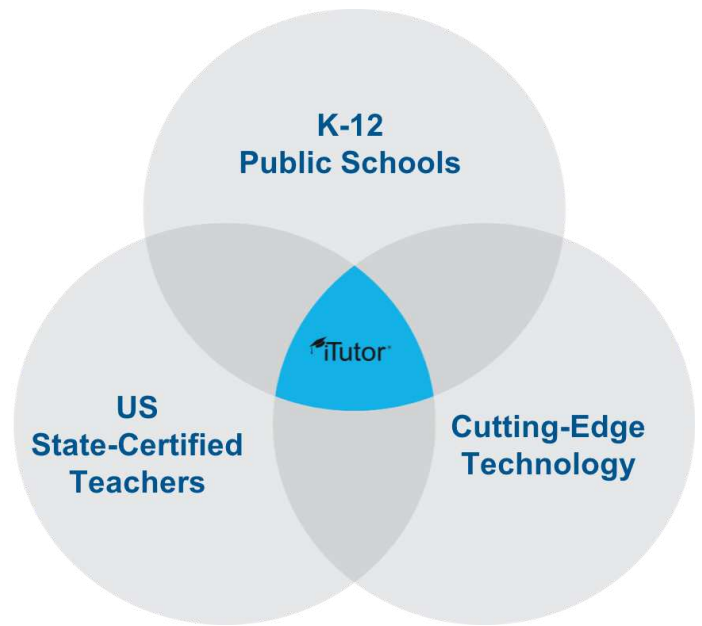 K-12
Public Schools
iTutor
US
State-Certified
Teachers
Cutting-Edge
Technology